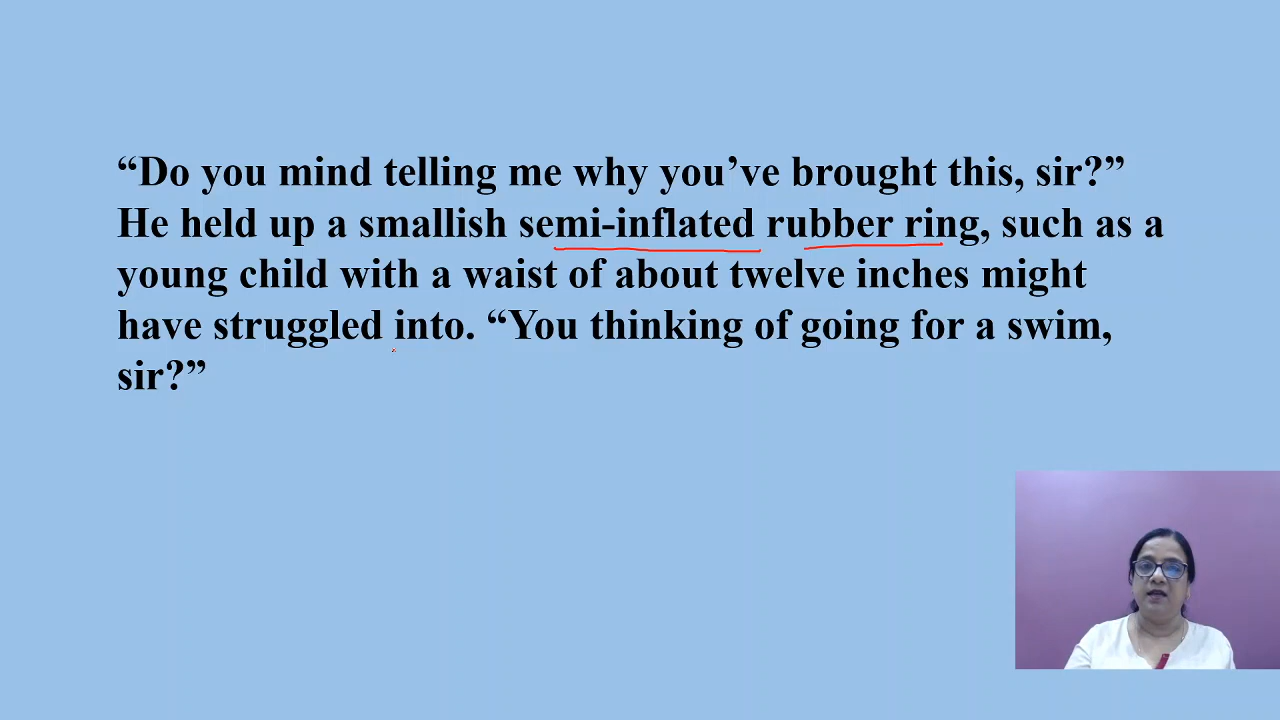 “Do you mind telling me why you’ve brought this, sir?”
He held up a smallish semi-inflated rubber ring, such as a
young child with a waist of about twelve inches might
have struggled into. “You thinking of going for a swim,
sir?”